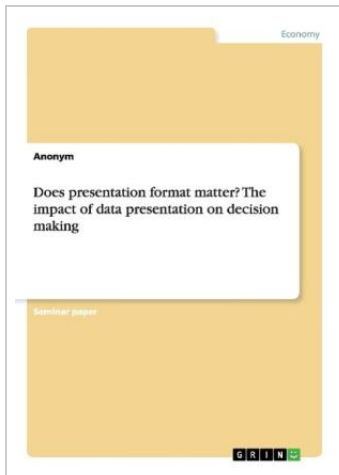 Economy
Anonym
Does presentation format matter? The
impact of data presentation on decision
making
Seminar paper
GRIN